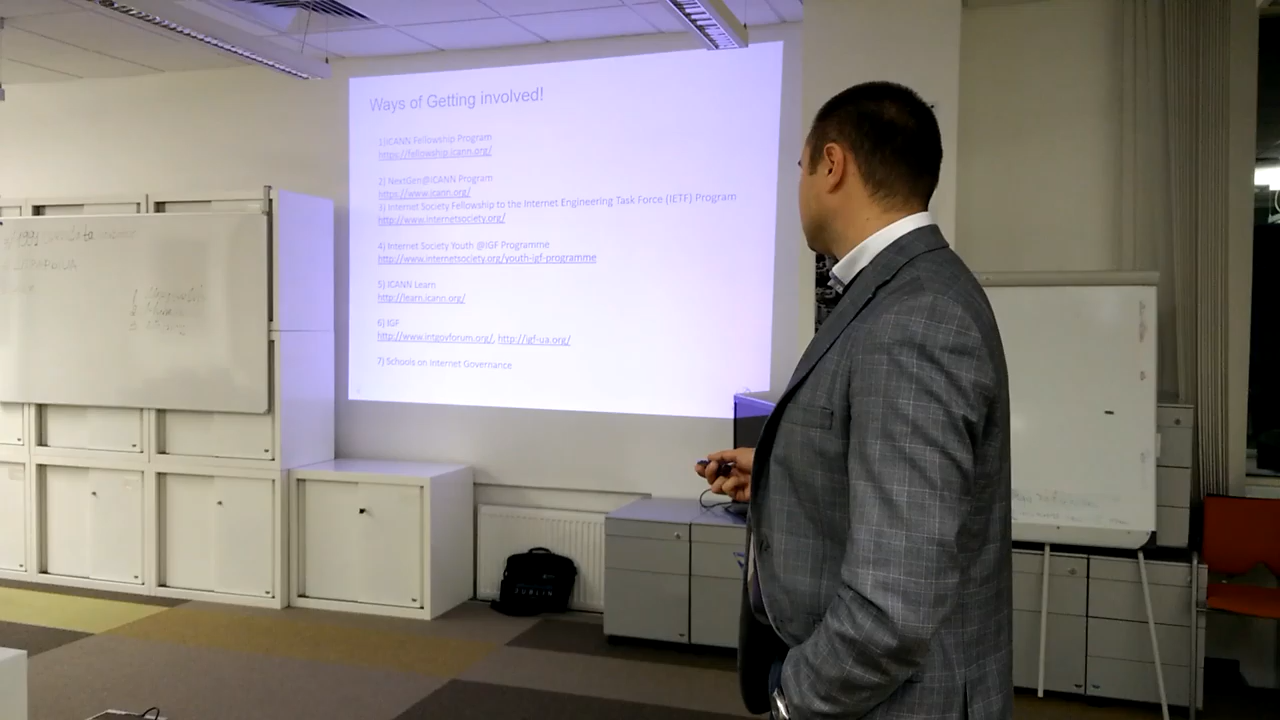 Ways of Getting involved!
1)ICANN Fellowship Program
https://fellowship.icann.org/
2) NextGen@ICANN Program
https://www.icann.org/
3) Internet Society Fellowship to the Internet Engineering Task Force (IETF) Program
http://www.internetsociety.org/
4) Internet Society Youth @IGF Programme
http://www.internetsociety.org/youth-igf-programme
5) ICANN Learn
http://learn.icann.org/
6) IGF
http://www.intgovforum.org/, http://igf-ua.org/
7) Schools on Internet Governance
DUBLIN